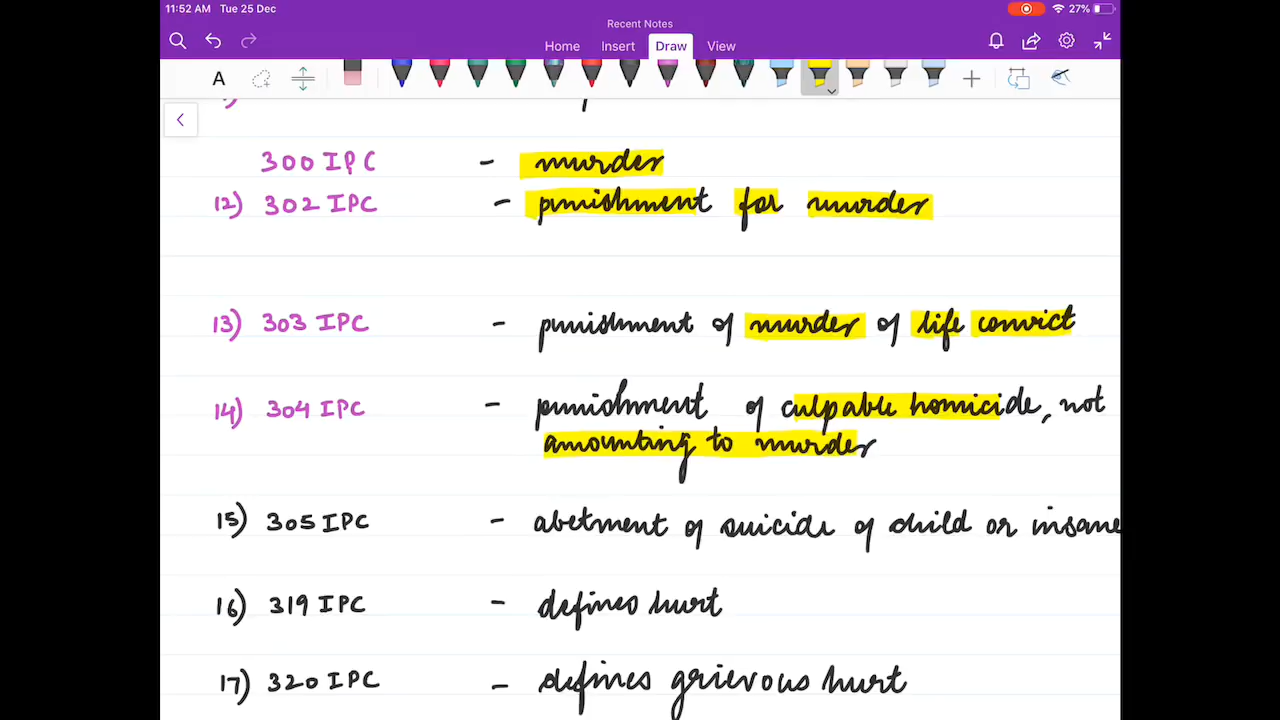 11:52 AM Tue 25 Dec
27%
Recent Notes
Home Insert Draw View
A
300 IPC - murder
12) 302 IPC - punishment for murder
13) 303 IPC - punishment of murder of life convict
14) 304 IPC - punishment of culpable homicide, not
amounting to murder
15) 305 IPC - abetment of suicide of child or insane
16) 319 IPC - defines hurt
17) 320 IPC - defines grievous hurt